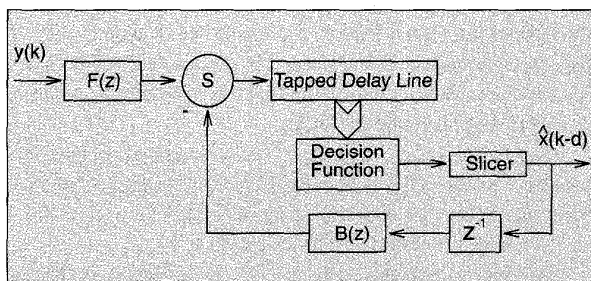 y(k)
F(z)
S
-
Tapped Delay Line
Decision
Function
Slicer
x̂(k-d)
B(z)
Z⁻¹